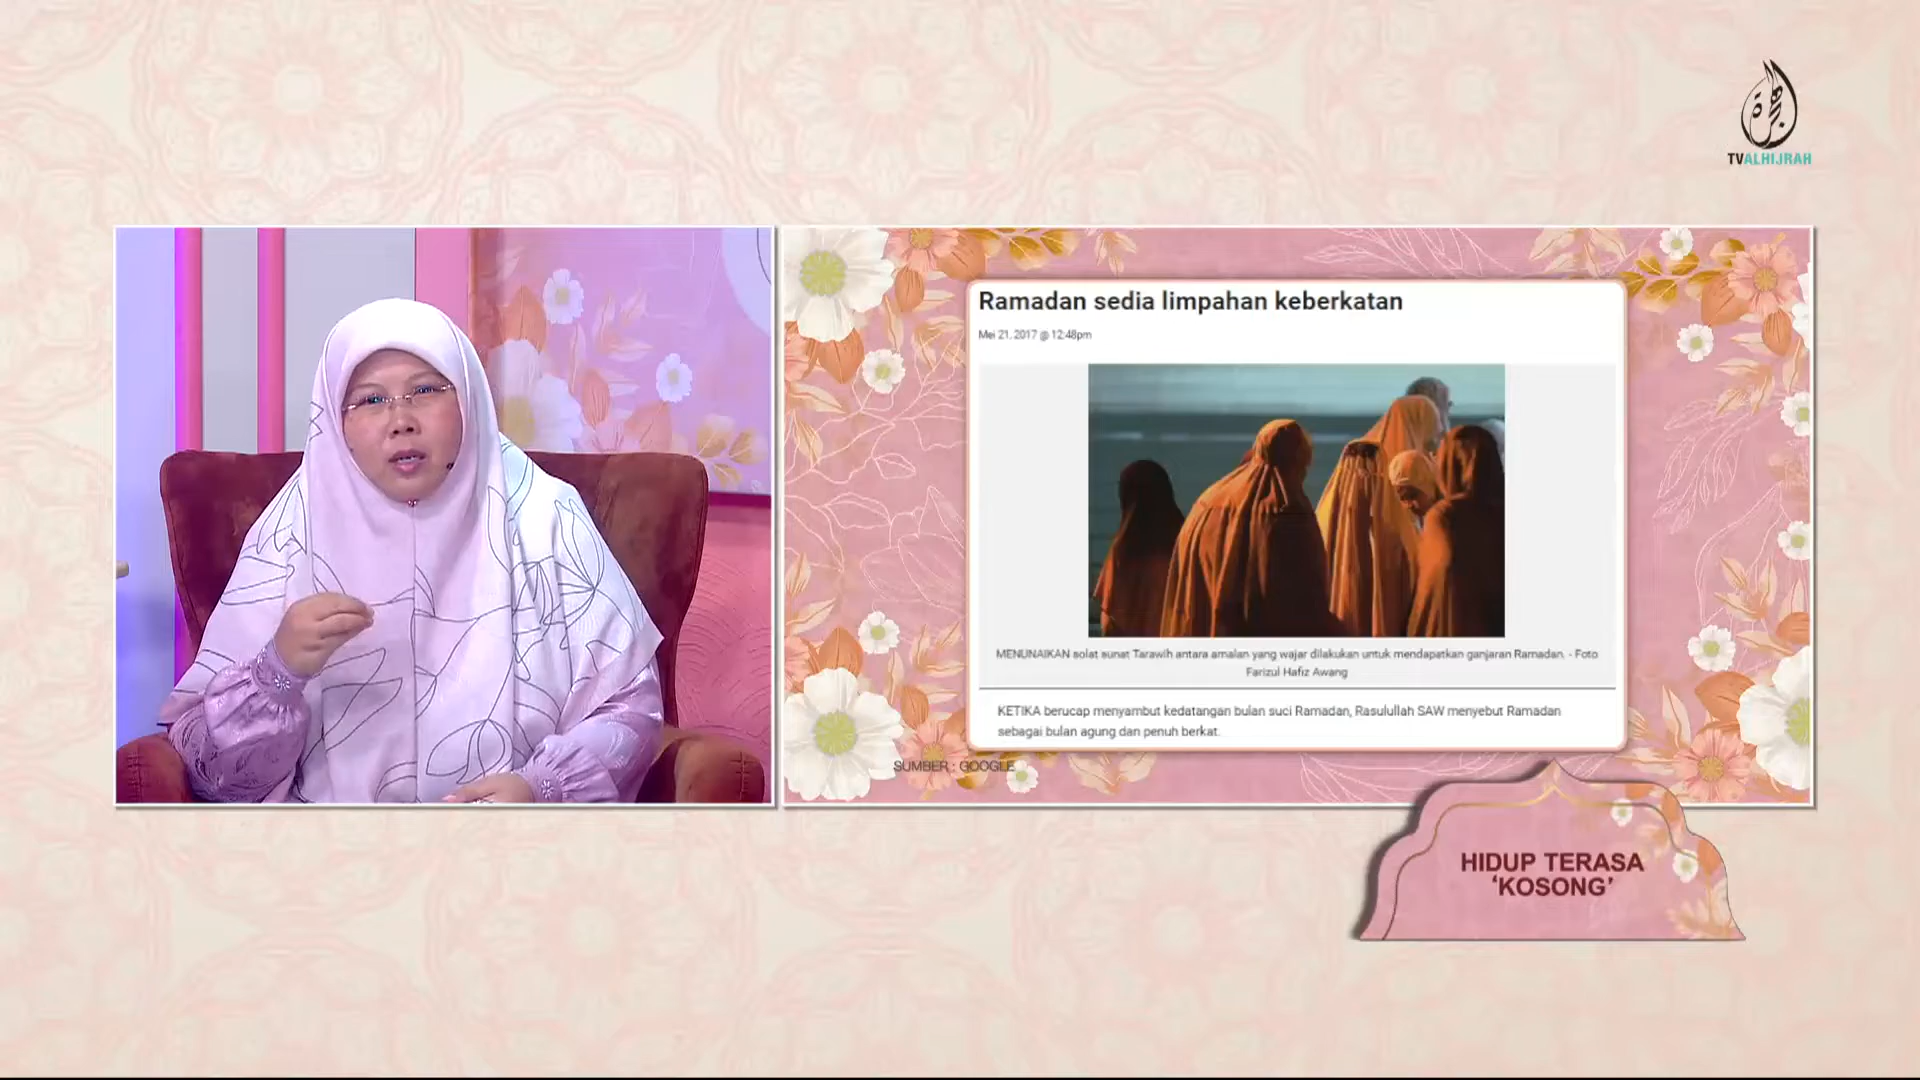 الهجرة
TVALHIJRAH
Ramadan sedia limpahan keberkatan
Mei 21, 2017 @ 12:48pm
MENUNAIKAN solat sunat Tarawih antara amalan yang wajar dilakukan untuk mendapatkan ganjaran Ramadan. - Foto
Farizul Hafiz Awang
KETIKA berucap menyambut kedatangan bulan suci Ramadan, Rasulullah SAW menyebut Ramadan
sebagai bulan agung dan penuh berkat.
SUMBER : GOOGLE
HIDUP TERASA
‘KOSONG’